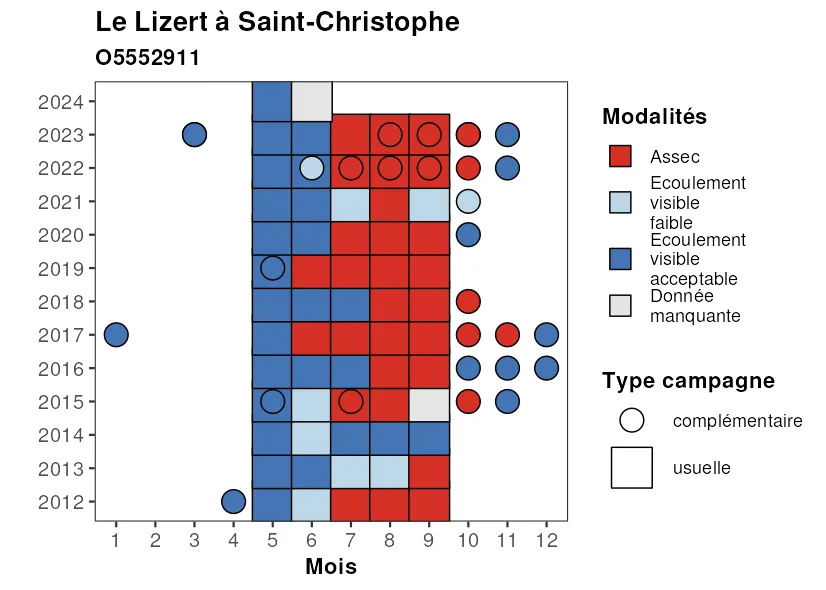 Le Lizert à Saint-Christophe
O5552911
2024
2023
2022
2021
2020
2019
2018
2017
2016
2015
2014
2013
2012
1 2 3 4 5 6 7 8 9 10 11 12
Mois
Modalités
Assec
Ecoulement
visible
faible
Ecoulement
visible
acceptable
Donnée
manquante
Type campagne
complémentaire
usuelle